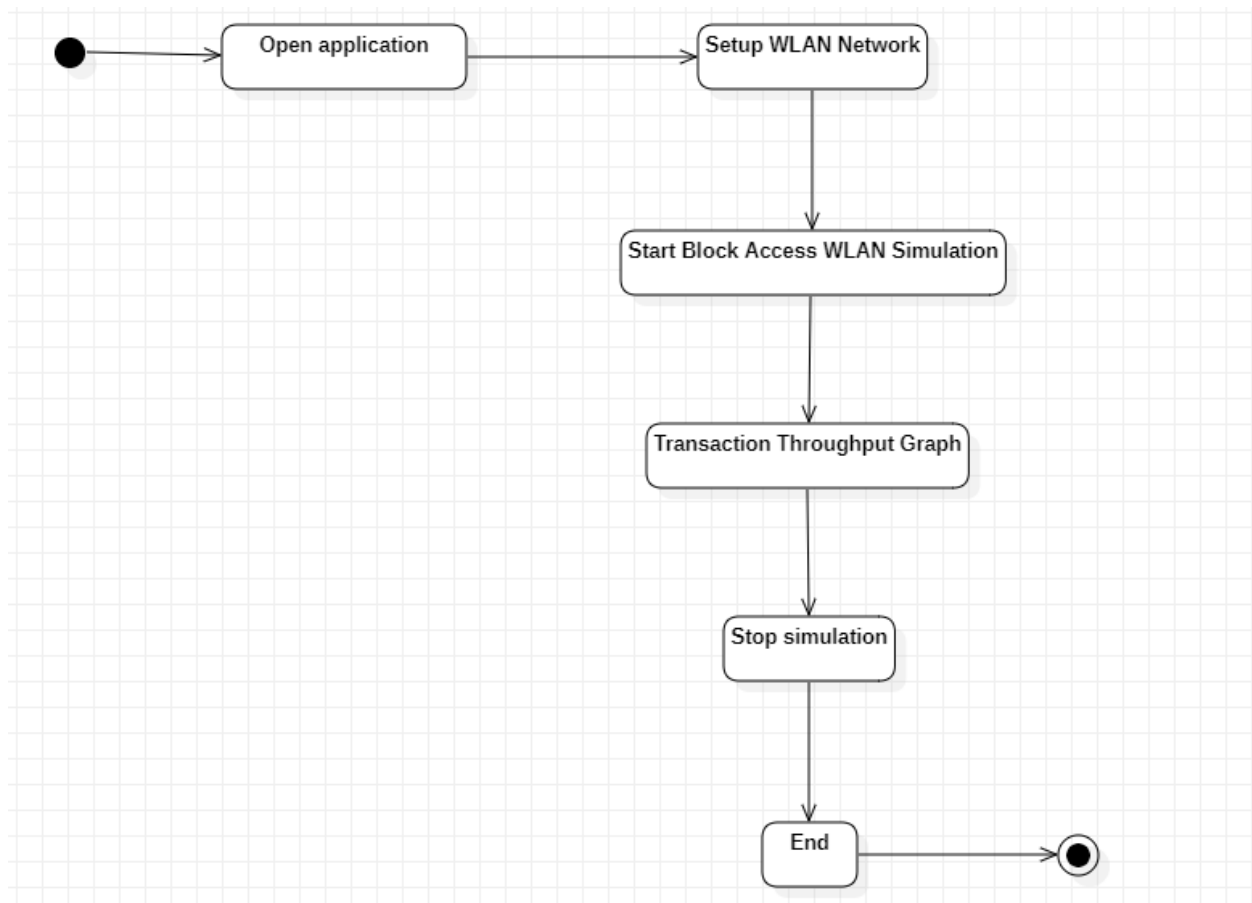 Open application
Setup WLAN Network
Start Block Access WLAN Simulation
Transaction Throughput Graph
Stop simulation
End